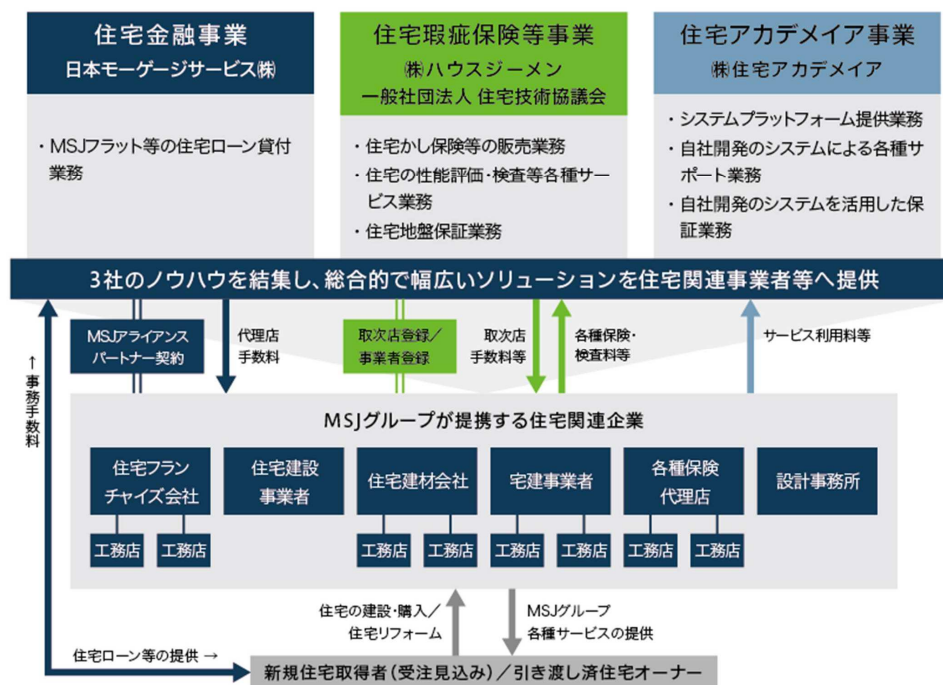 住宅金融事業
日本モーゲージサービス㈱
・MSJフラット等の住宅ローン貸付
業務
住宅瑕疵保険等事業
㈱ハウスジーメン
一般社団法人 住宅技術協議会
・住宅かし保険等の販売業務
・住宅の性能評価・検査等各種サー
ビス業務
・住宅地盤保証業務
住宅アカデメイア事業
㈱住宅アカデメイア
・システムプラットフォーム提供業務
・自社開発のシステムによる各種サ
ポート業務
・自社開発のシステムを活用した保
証業務
3社のノウハウを結集し、総合的で幅広いソリューションを住宅関連事業者等へ提供
MSJアライアンス
パートナー契約
代理店
手数料
取次店登録／
事業者登録
取次店
手数料等
各種保険・
検査料等
サービス利用料等
←事務手数料
MSJグループが提携する住宅関連企業
住宅フラン
チャイズ会社
住宅建設
事業者
住宅建材会社
宅建事業者
各種保険
代理店
設計事務所
工務店
工務店
工務店
工務店
工務店
工務店
工務店
工務店
住宅の建設・購入／
住宅リフォーム
MSJグループ
各種サービスの提供
住宅ローン等の提供 →
新規住宅取得者（受注見込み）／引き渡し済住宅オーナー